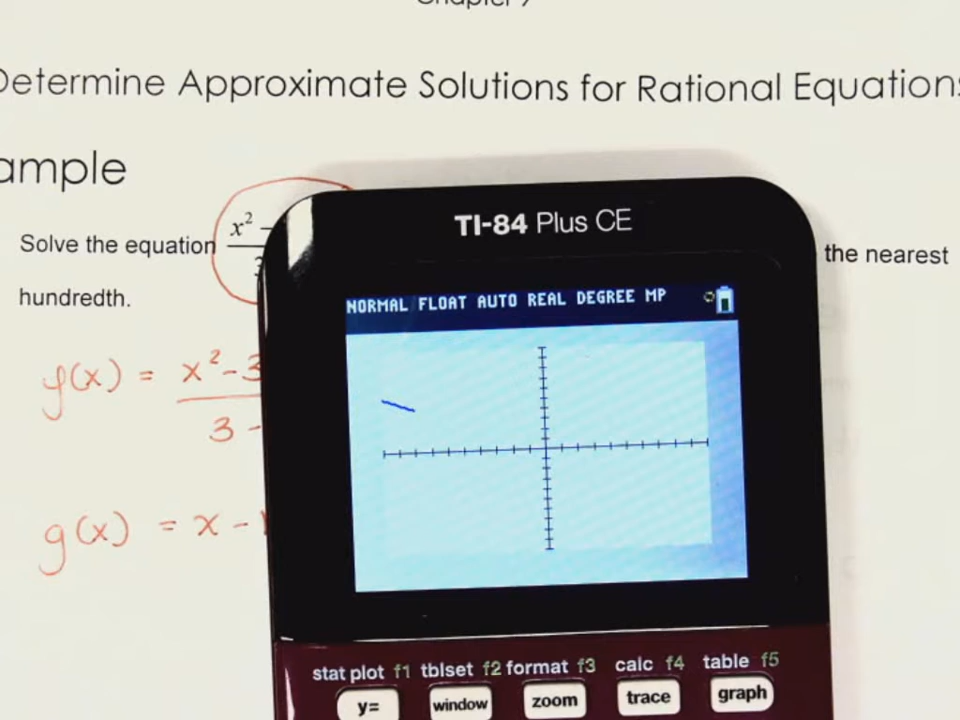 Determine Approximate Solutions for Rational Equations
Solve the equation x² –
the nearest
hundredth.
f(x) = x² - 3
3 -
g(x) = x -
TI-84 Plus CE
NORMAL FLOAT AUTO REAL DEGREE MP
stat plot f1 tblset f2 format f3 calc f4 table f5
y= window zoom trace graph